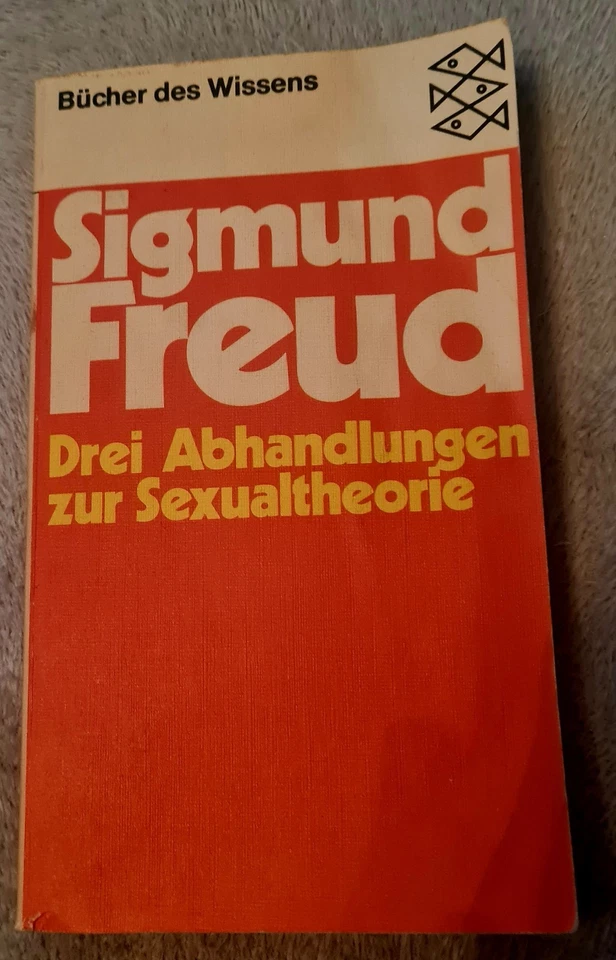 Bücher des Wissens
Sigmund
Freud
Drei Abhandlungen
zur Sexualtheorie